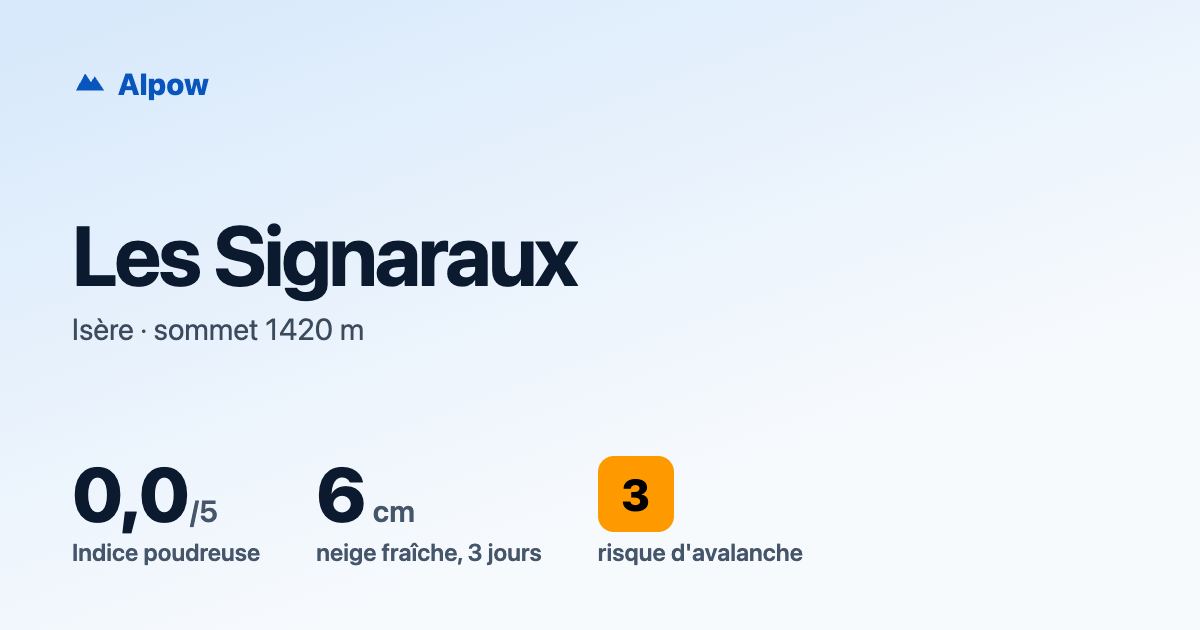 Alpow
Les Signaraux
Isère · sommet 1420 m
0,0/5
Indice poudreuse
6 cm
neige fraîche, 3 jours
3
risque d'avalanche